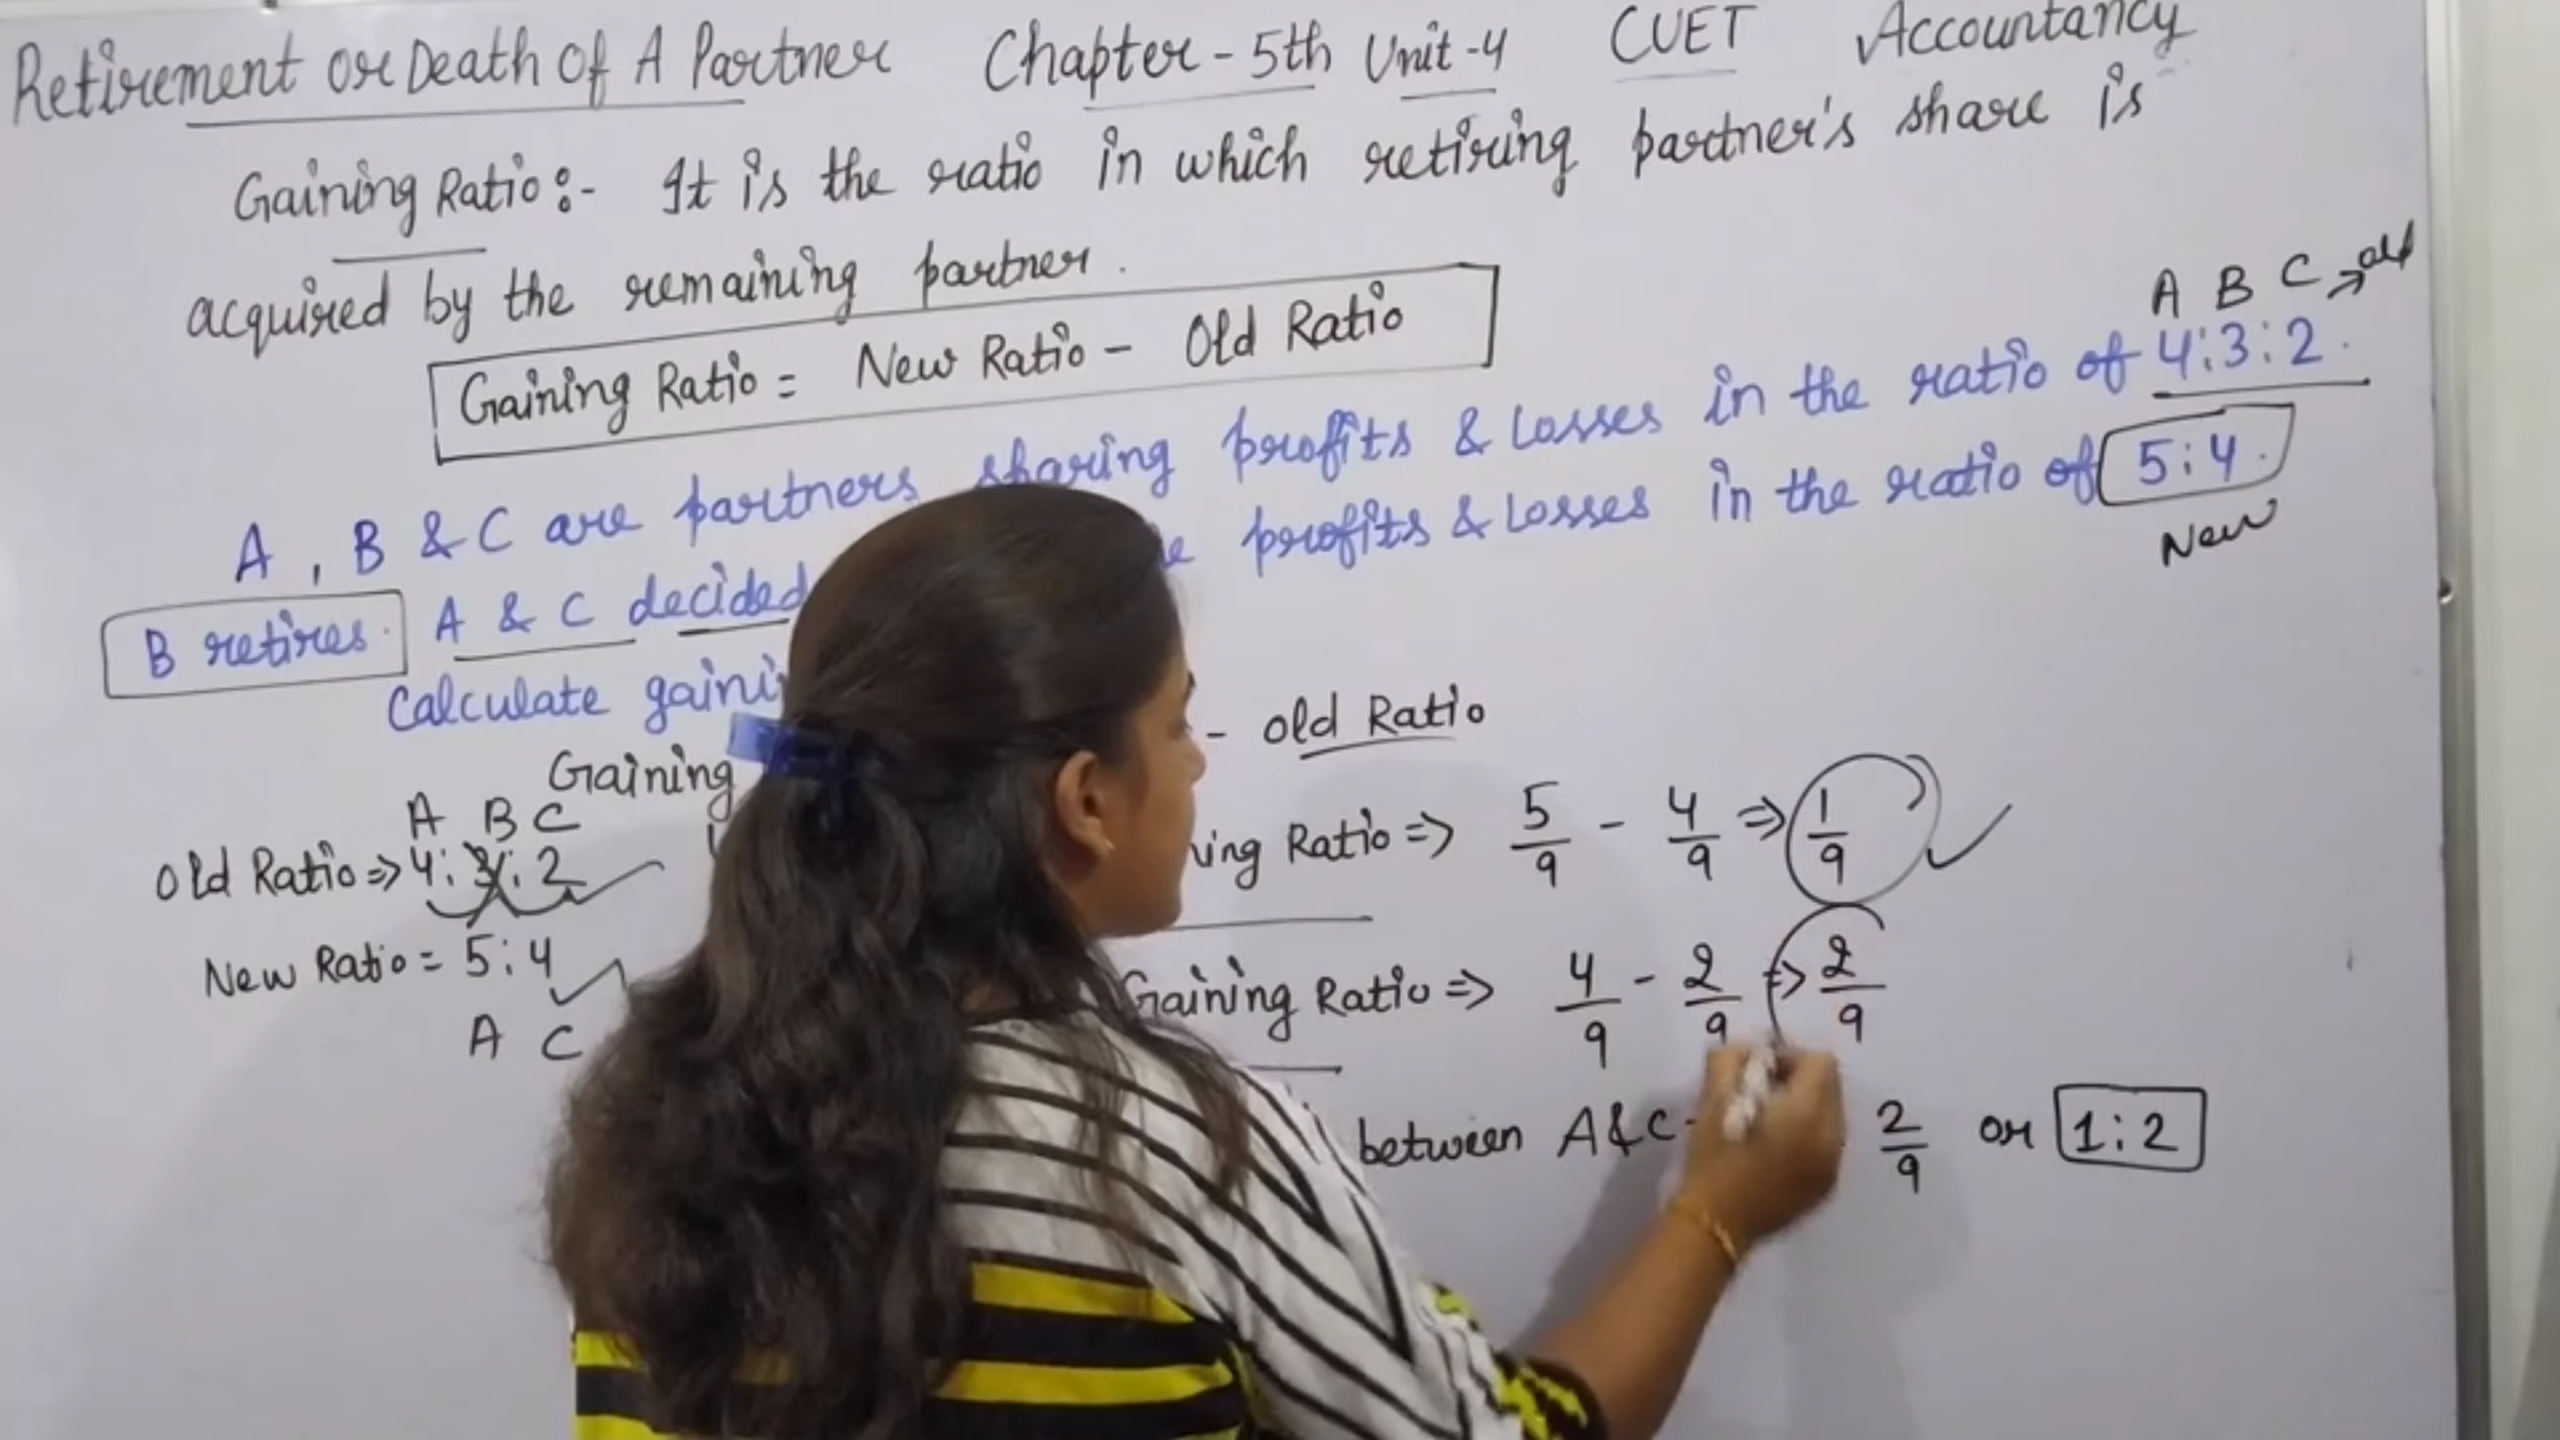 Retirement or Death Of A Partner Chapter - 5th Unit - 4 CUET Accountancy
Gaining Ratio :- It is the ratio in which retiring partner's share is
acquired by the remaining partner.
Gaining Ratio = New Ratio - Old Ratio
A B C => old
A, B & C are partners sharing profits & Losses in the ratio of 4:3:2.
B retires. A & C decided profits & Losses in the ratio of 5:4.
New
Calculate
Gaining - Old Ratio
A B C
Old Ratio => 4:3:2
Ratio => 5/9 - 4/9 => 1/9
New Ratio = 5:4
A C
Gaining Ratio => 4/9 - 2/9 => 2/9
between A & C 2/9 or 1:2